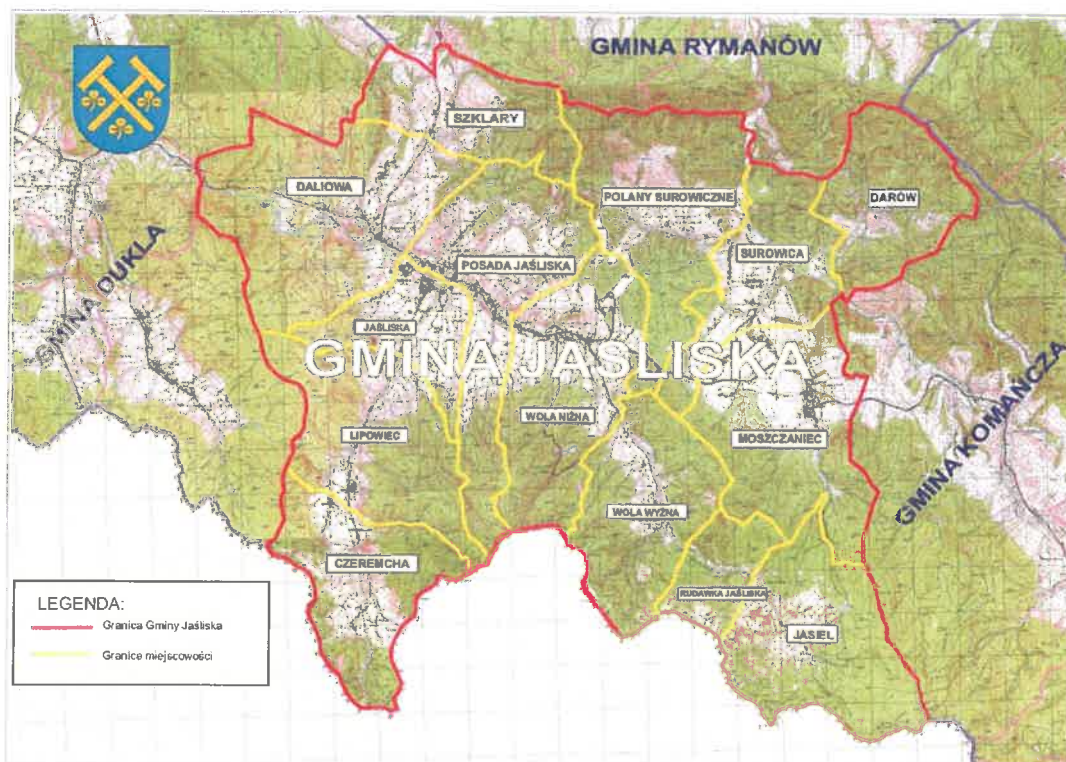 GMINA RYMANÓW
SZKLARY
DALIOWA
POLANY SUROWICZNE
DARÓW
SUROWICA
POSADA JAŚLISKA
GMINA DUKLA
JAŚLISKA
GMINA JAŚLISKA
WOLA NIŻNA
LIPOWIEC
MOSZCZANIEC
GMINA KOMAŃCZA
WOLA WYŻNA
CZEREMCHA
RUDAWKA JAŚLISKA
JASIEL
LEGENDA:
Granica Gminy Jaśliska
Granice miejscowości